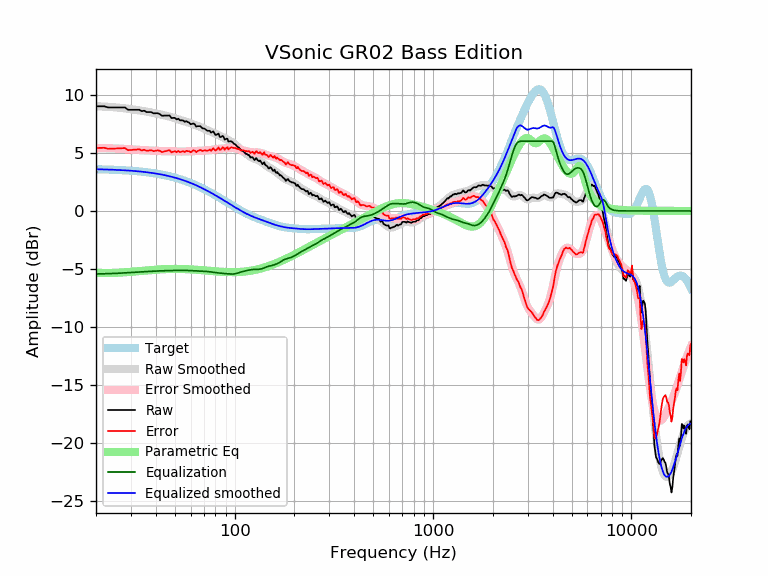 VSonic GR02 Bass Edition
Amplitude (dBr)
10
5
0
−5
−10
−15
−20
−25
Target
Raw Smoothed
Error Smoothed
Raw
Error
Parametric Eq
Equalization
Equalized smoothed
100
1000
10000
Frequency (Hz)